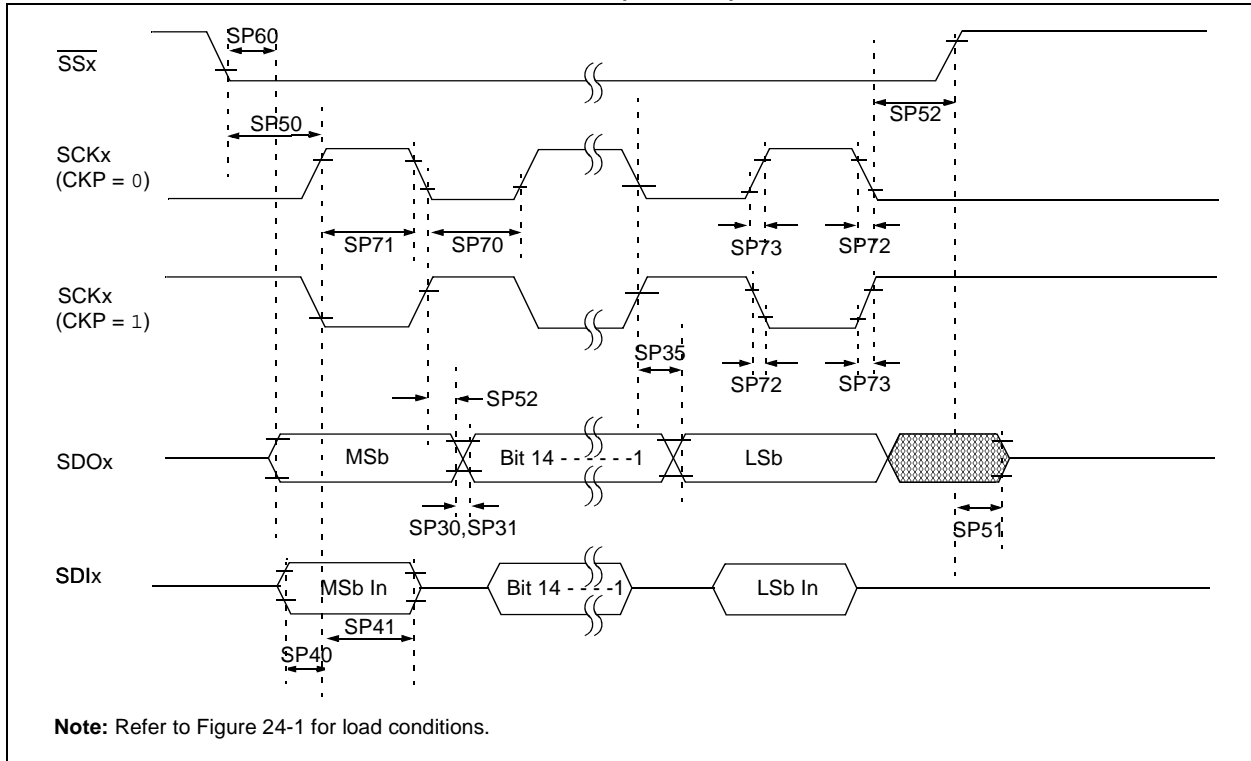 SP60
SSx
SP52
SP50
SCKx
(CKP = 0)
SP71
SP70
SP73
SP72
SCKx
(CKP = 1)
SP35
SP72
SP73
SP52
SDOx
MSb
Bit 14 - - - - - -1
LSb
SP30,SP31
SP51
SDIx
MSb In
Bit 14 - - - -1
LSb In
SP41
SP40
Note: Refer to Figure 24-1 for load conditions.